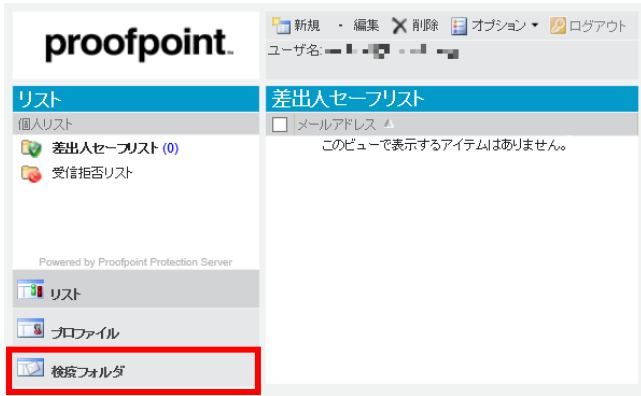 proofpoint™
新規 ・ 編集 削除 オプション ログアウト
ユーザ名:
リスト
個人リスト
差出人セーフリスト (0)
受信拒否リスト
Powered by Proofpoint Protection Server
リスト
プロファイル
検疫フォルダ
差出人セーフリスト
メールアドレス
このビューで表示するアイテムはありません。